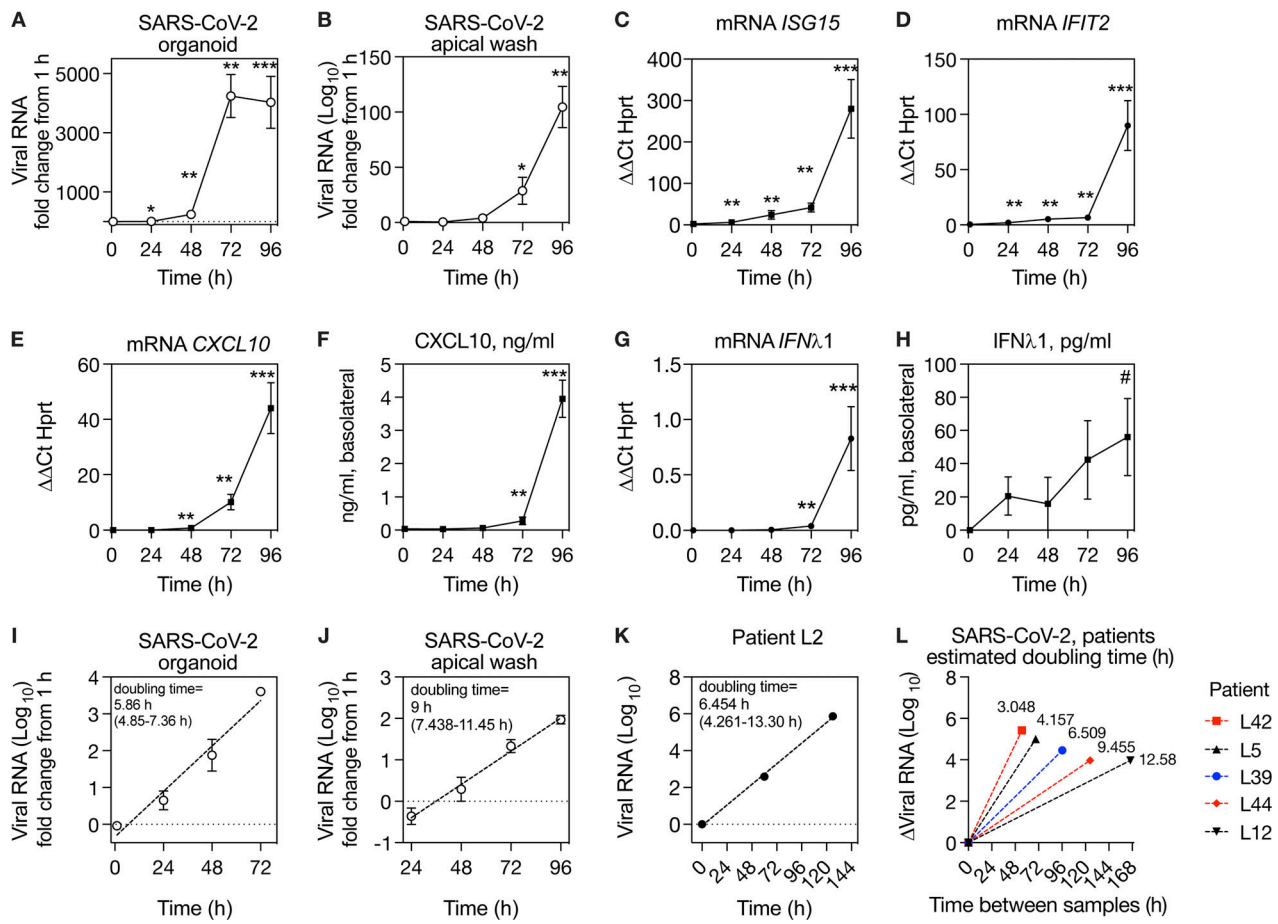 A
SARS-CoV-2
organoid
Viral RNA
fold change from 1 h
5000
3000
1000
*
**
**
***
0 24 48 72 96
Time (h)
B
SARS-CoV-2
apical wash
Viral RNA (Log10)
fold change from 1 h
150
100
50
0
*
**
0 24 48 72 96
Time (h)
C
mRNA ISG15
ΔΔCt Hprt
400
300
200
100
0
**
**
**
***
0 24 48 72 96
Time (h)
D
mRNA IFIT2
ΔΔCt Hprt
150
100
50
0
**
**
**
***
0 24 48 72 96
Time (h)
E
mRNA CXCL10
ΔΔCt Hprt
60
40
20
0
**
**
***
0 24 48 72 96
Time (h)
F
CXCL10, ng/ml
ng/ml, basolateral
5
4
3
2
1
0
**
***
0 24 48 72 96
Time (h)
G
mRNA IFNλ1
ΔΔCt Hprt
1.5
1.0
0.5
0.0
**
***
0 24 48 72 96
Time (h)
H
IFNλ1, pg/ml
pg/ml, basolateral
100
80
60
40
20
0
#
0 24 48 72 96
Time (h)
I
SARS-CoV-2
organoid
Viral RNA (Log10)
fold change from 1 h
4
3
2
1
0
doubling time=
5.86 h
(4.85-7.36 h)
0 24 48 72
Time (h)
J
SARS-CoV-2
apical wash
Viral RNA (Log10)
fold change from 1 h
3
2
1
0
-1
doubling time=
9 h
(7.438-11.45 h)
24 48 72 96
Time (h)
K
Patient L2
Viral RNA (Log10)
8
6
4
2
0
doubling time=
6.454 h
(4.261-13.30 h)
0 24 48 72 96 120 144
Time (h)
L
SARS-CoV-2, patients
estimated doubling time (h)
ΔViral RNA (Log10)
8
6
4
2
0
3.048
4.157
6.509
9.455
12.58
0 24 48 72 96 120 144 168
Time between samples (h)
Patient
L42
L5
L39
L44
L12